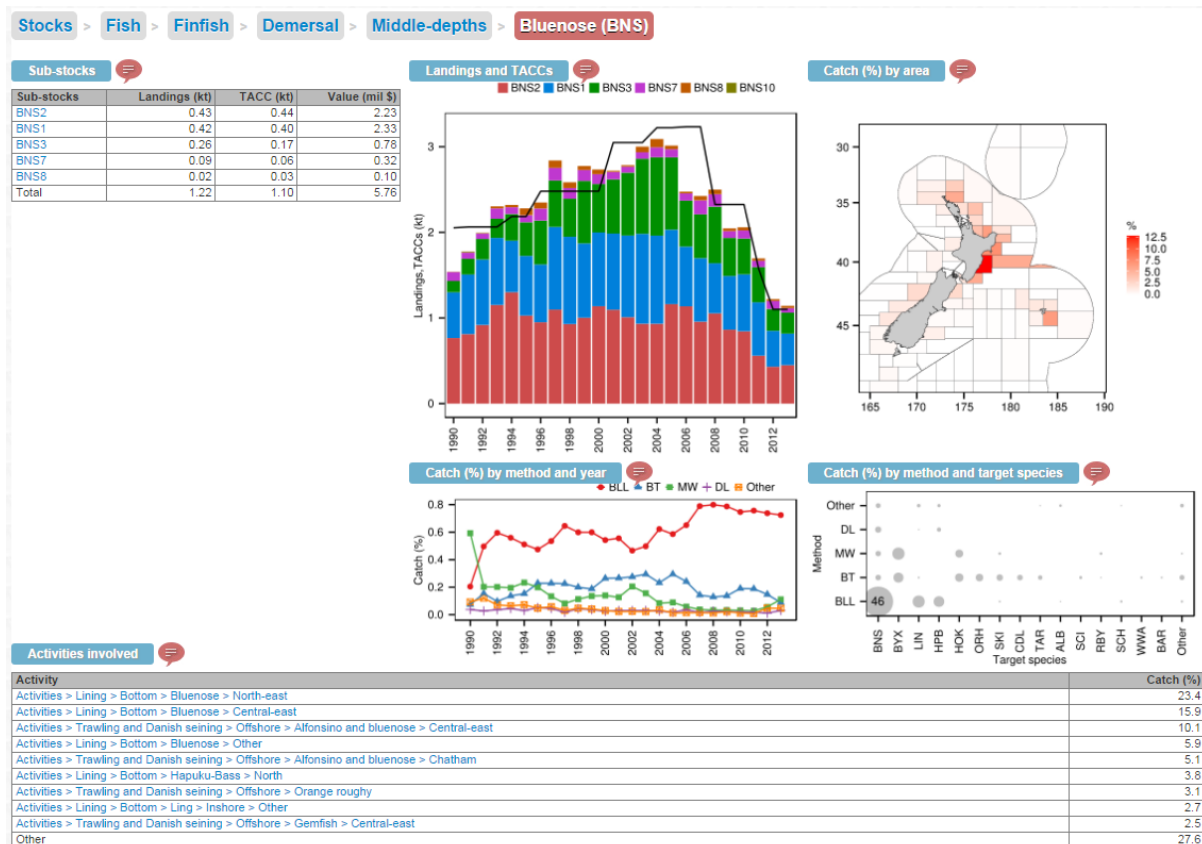 Stocks > Fish > Finfish > Demersal > Middle-depths > Bluenose (BNS)
Sub-stocks
Sub-stocks Landings (kt) TACC (kt) Value (mil $)
BNS2 0.43 0.44 2.23
BNS1 0.42 0.40 2.33
BNS3 0.26 0.17 0.78
BNS7 0.09 0.06 0.32
BNS8 0.02 0.03 0.10
Total 1.22 1.10 5.76
Landings and TACCs
BNS2 BNS1 BNS3 BNS7 BNS8 BNS10
Landings,TACCs (kt)
3
2
1
0
1990 1992 1994 1996 1998 2000 2002 2004 2006 2008 2010 2012
Catch (%) by area
30
35
40
45
165 170 175 180 185 190
%
12.5
10.0
7.5
5.0
2.5
0.0
Catch (%) by method and year
BLL BT MW DL Other
Catch (%)
0.8
0.6
0.4
0.2
0.0
1990 1992 1994 1996 1998 2000 2002 2004 2006 2008 2010 2012
Catch (%) by method and target species
Method
Other
DL
MW
BT
BLL
46
BNS BYX LIN HPB HOK ORH SKI CDL TAR ALB SCI RBY SCH WWA BAR Other
Target species
Activities involved
Activity Catch (%)
Activities > Lining > Bottom > Bluenose > North-east 23.4
Activities > Lining > Bottom > Bluenose > Central-east 15.9
Activities > Trawling and Danish seining > Offshore > Alfonsino and bluenose > Central-east 10.1
Activities > Lining > Bottom > Bluenose > Other 5.9
Activities > Trawling and Danish seining > Offshore > Alfonsino and bluenose > Chatham 5.1
Activities > Lining > Bottom > Hapuku-Bass > North 3.8
Activities > Trawling and Danish seining > Offshore > Orange roughy 3.1
Activities > Lining > Bottom > Ling > Inshore > Other 2.7
Activities > Trawling and Danish seining > Offshore > Gemfish > Central-east 2.5
Other 27.6